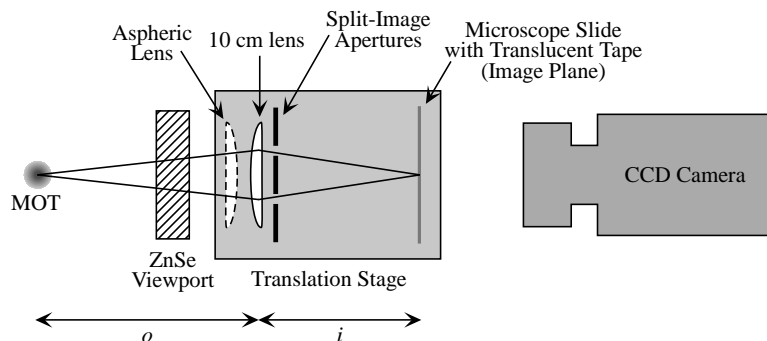 Aspheric
Lens
10 cm lens
Split-Image
Apertures
Microscope Slide
with Translucent Tape
(Image Plane)
MOT
CCD Camera
ZnSe
Viewport
Translation Stage
o
i